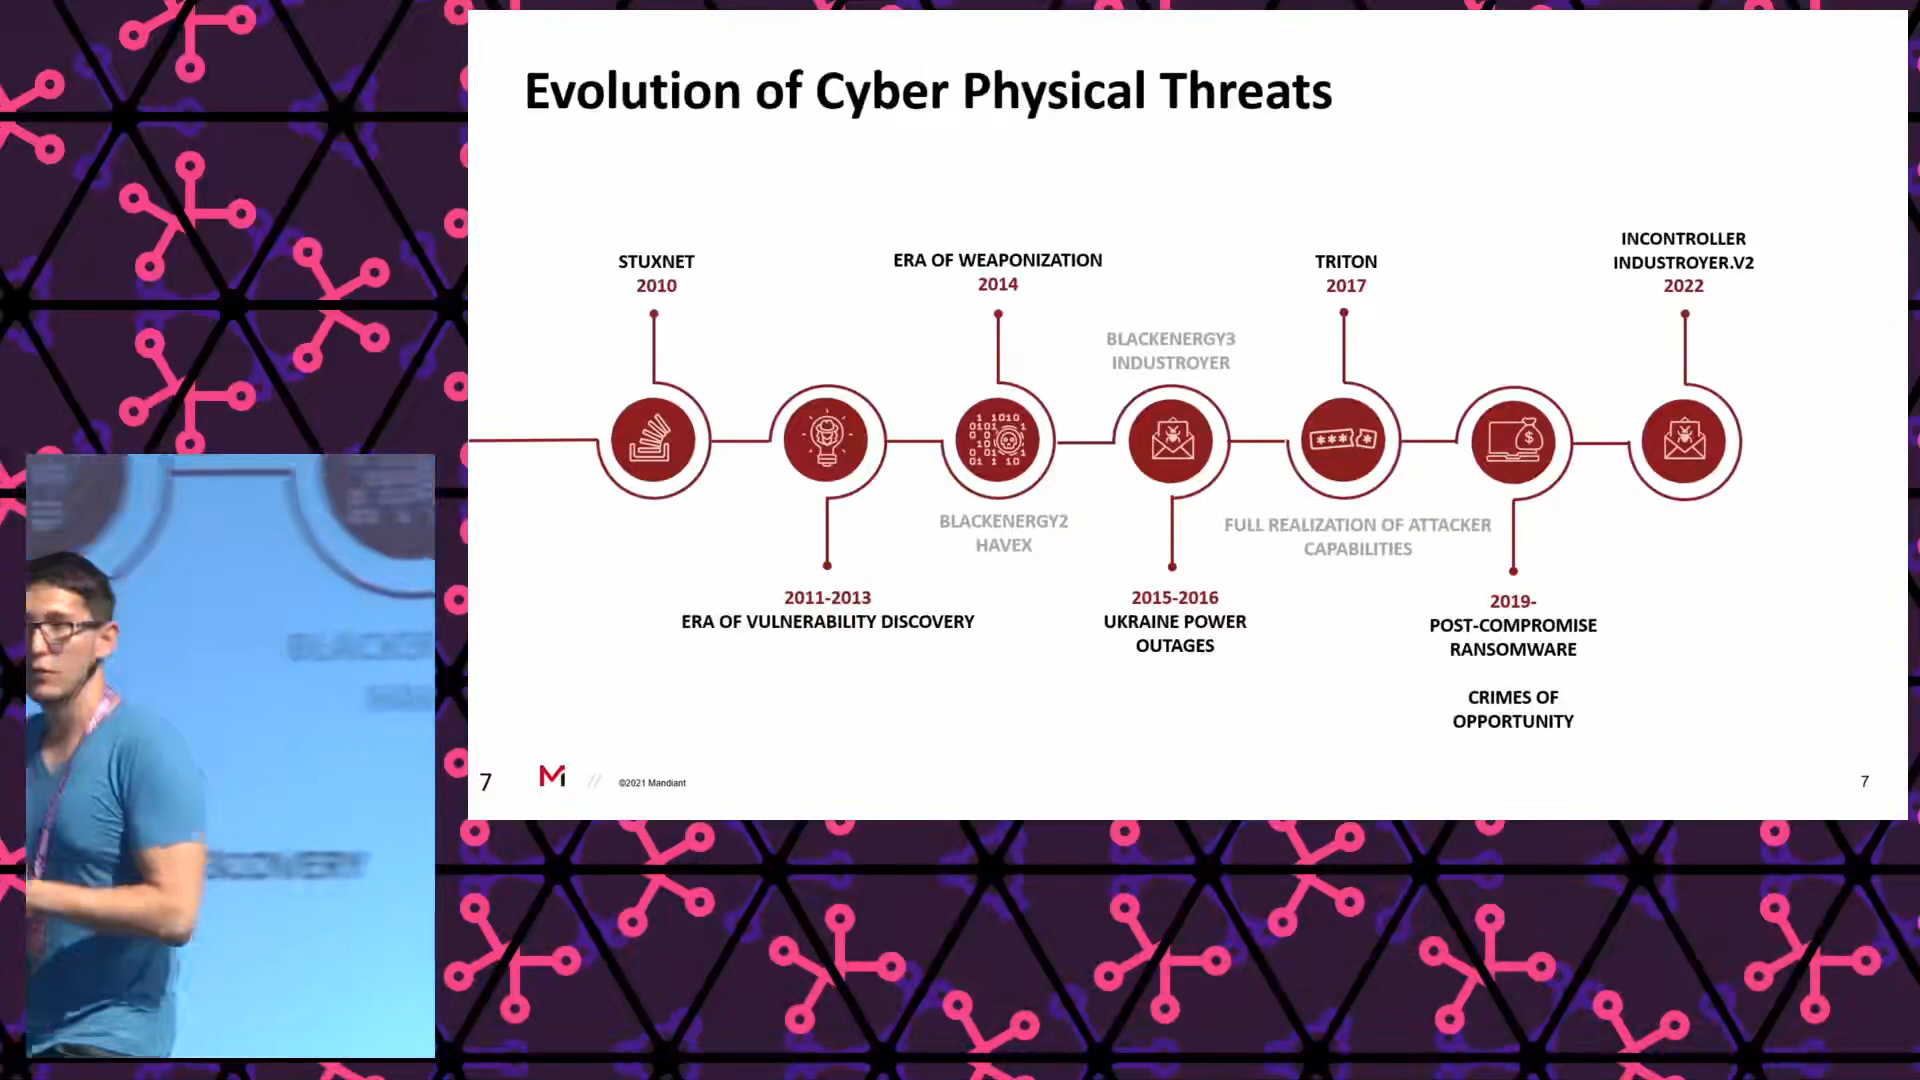 Evolution of Cyber Physical Threats
STUXNET
2010
2011-2013
ERA OF VULNERABILITY DISCOVERY
ERA OF WEAPONIZATION
2014
BLACKENERGY2
HAVEX
BLACKENERGY3
INDUSTROYER
2015-2016
UKRAINE POWER
OUTAGES
TRITON
2017
FULL REALIZATION OF ATTACKER
CAPABILITIES
2019-
POST-COMPROMISE
RANSOMWARE
CRIMES OF
OPPORTUNITY
INCONTROLLER
INDUSTROYER.V2
2022
7
M // ©2021 Mandiant
7
SCOVERY